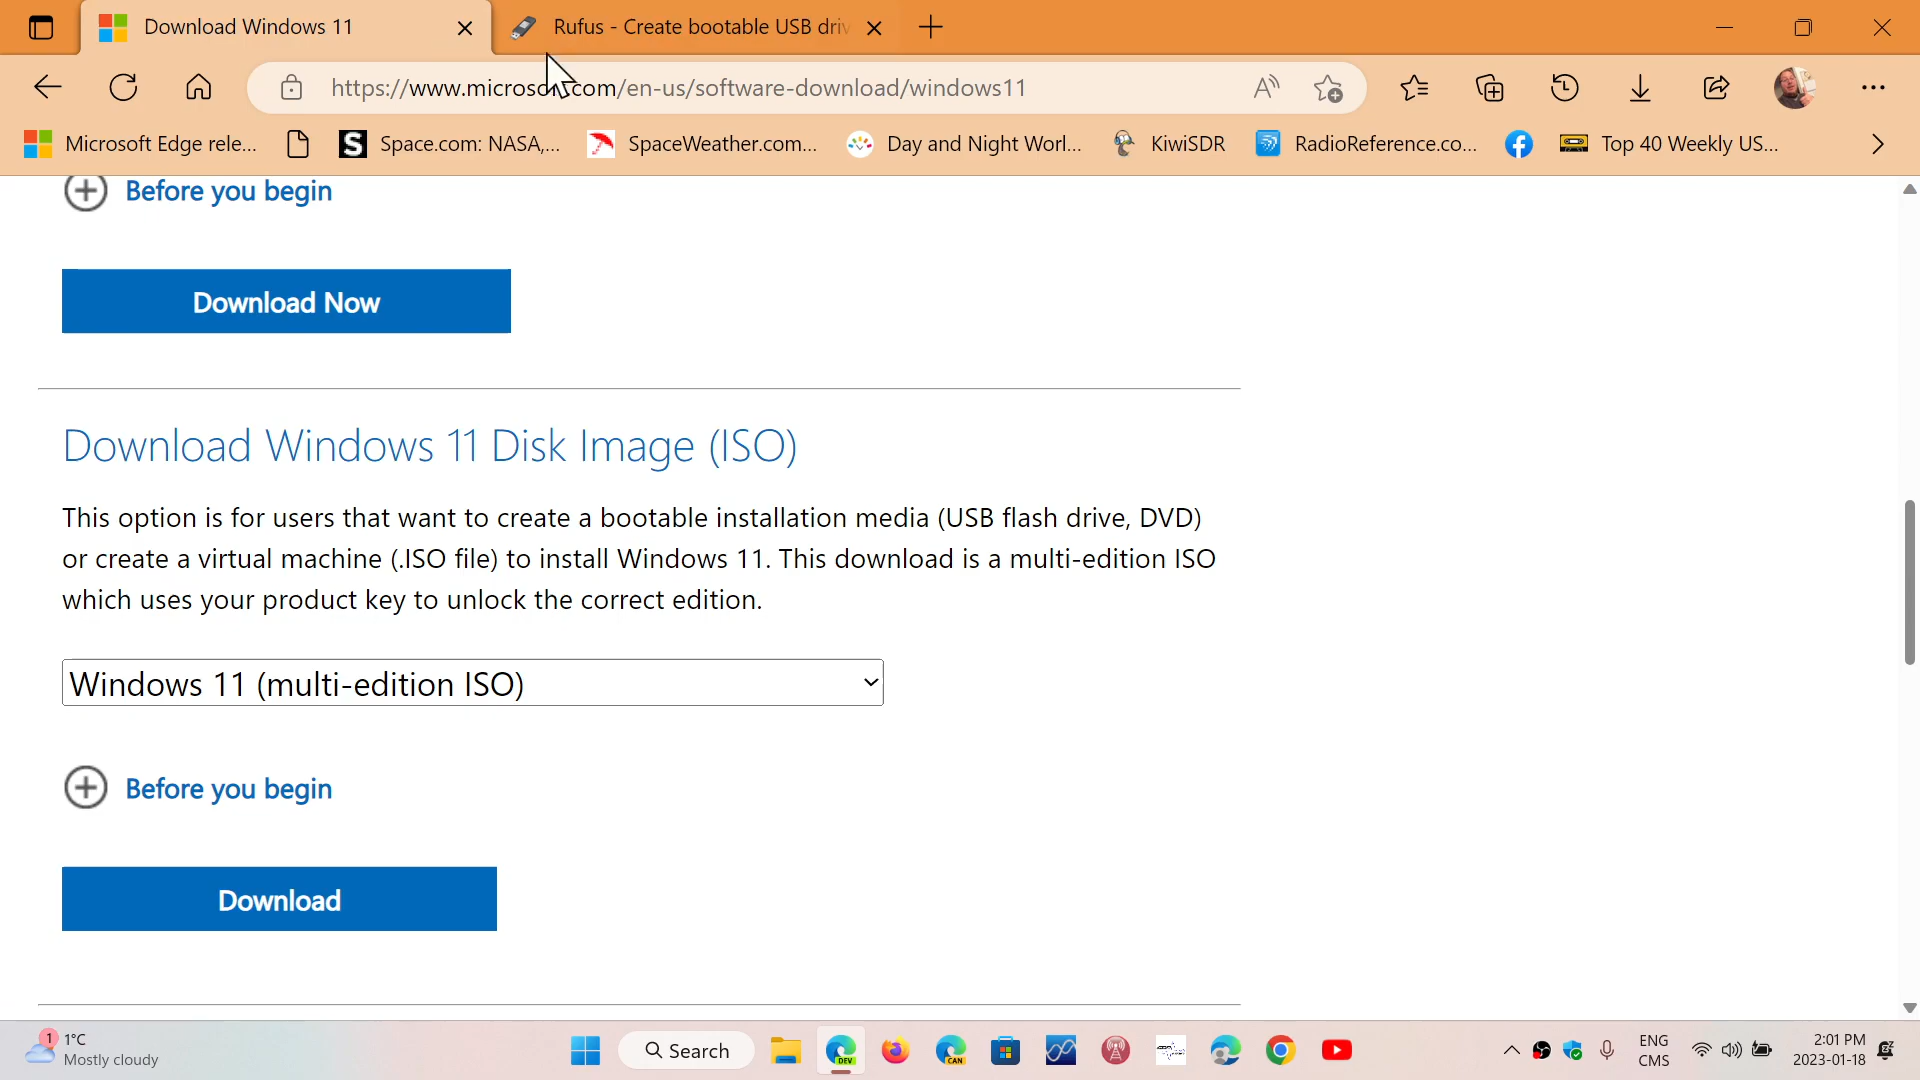 Download Windows 11
Rufus - Create bootable USB driv
https://www.microsoft.com/en-us/software-download/windows11
Microsoft Edge rele...
Space.com: NASA,...
SpaceWeather.com...
Day and Night Worl...
KiwiSDR
RadioReference.co...
Top 40 Weekly US...
Before you begin
Download Now
Download Windows 11 Disk Image (ISO)
This option is for users that want to create a bootable installation media (USB flash drive, DVD)
or create a virtual machine (.ISO file) to install Windows 11. This download is a multi-edition ISO
which uses your product key to unlock the correct edition.
Windows 11 (multi-edition ISO)
Before you begin
Download
1
1°C
Mostly cloudy
Search
DEV
CAN
ENG
CMS
2:01 PM
2023-01-18